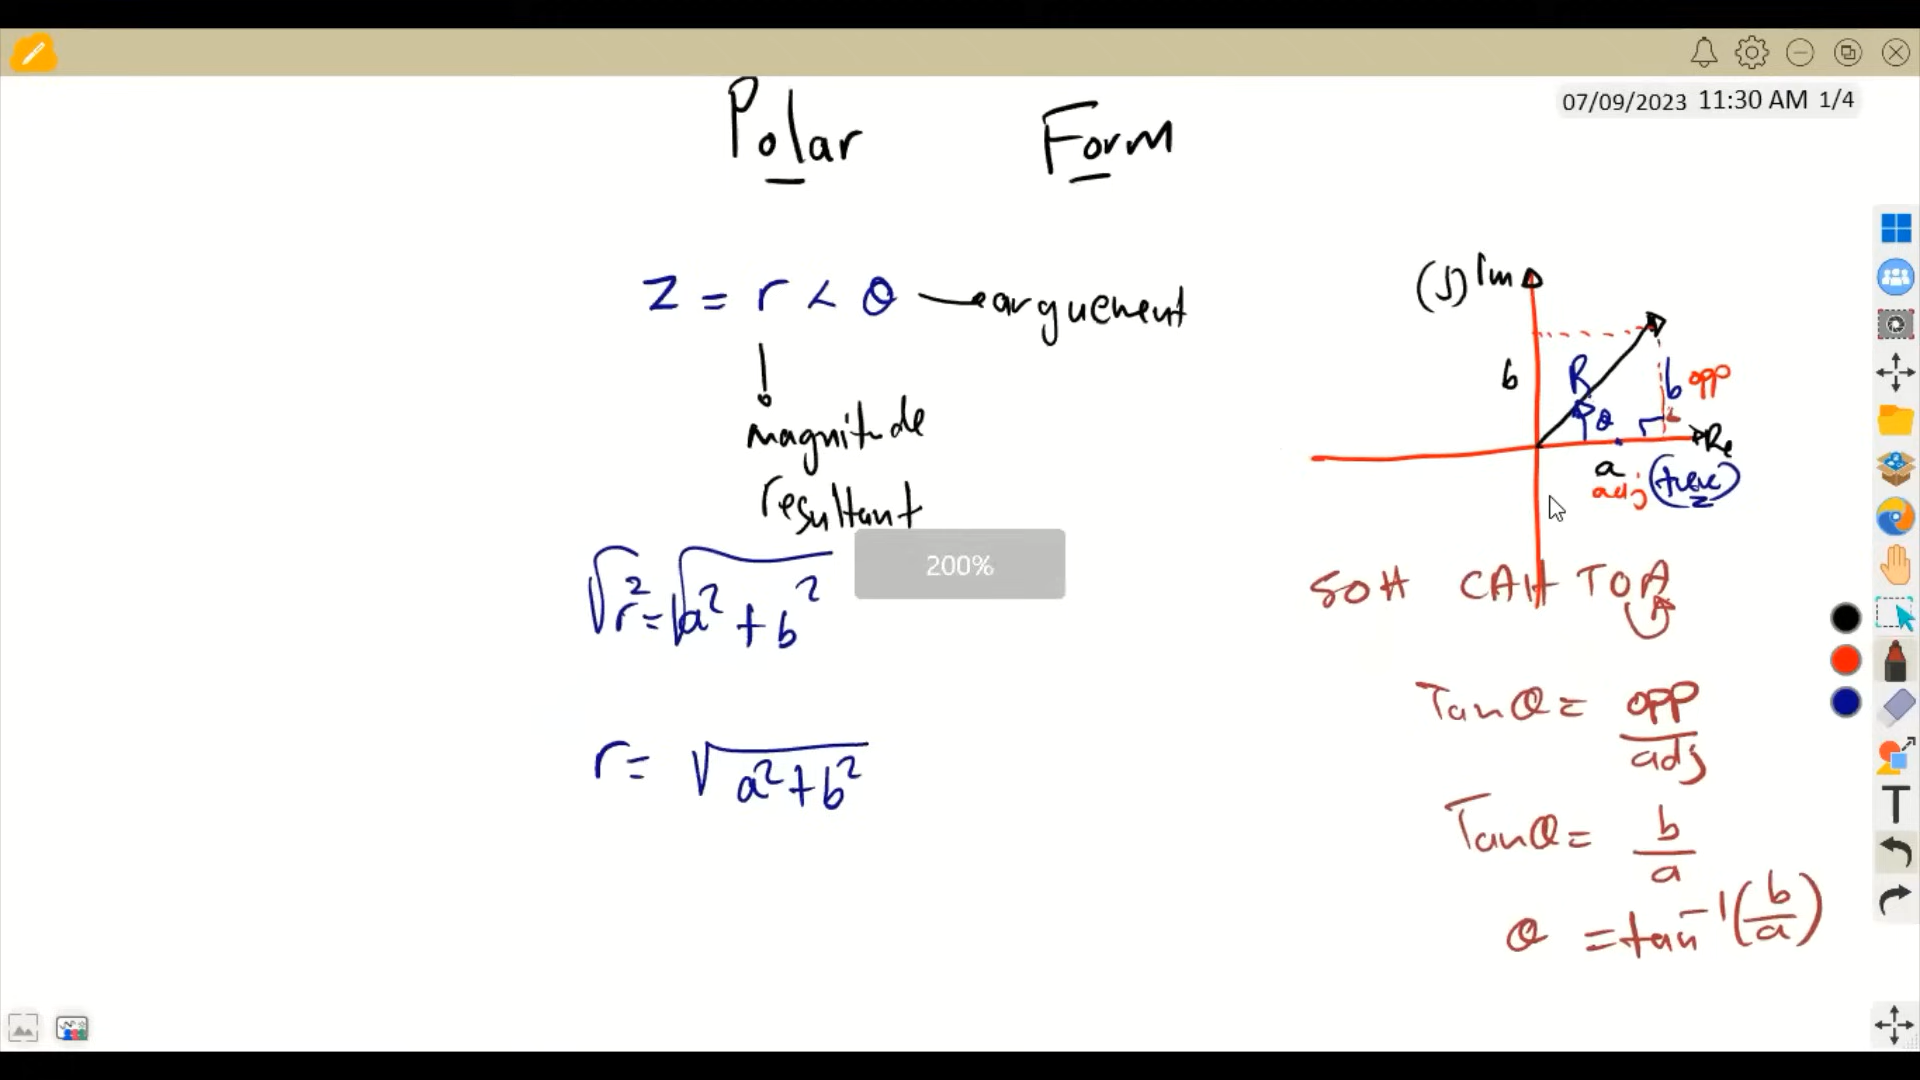 07/09/2023 11:30 AM 1/4
Polar Form
z = r < θ arguement
magnitude
resultant
√r² = √a² + b²
r = √a² + b²
200%
(J) Im
b
R
θ
b opp
Re
a
adj
SOH CAH TOA
Tanθ = opp/adj
Tanθ = b/a
θ = tan⁻¹(b/a)
T